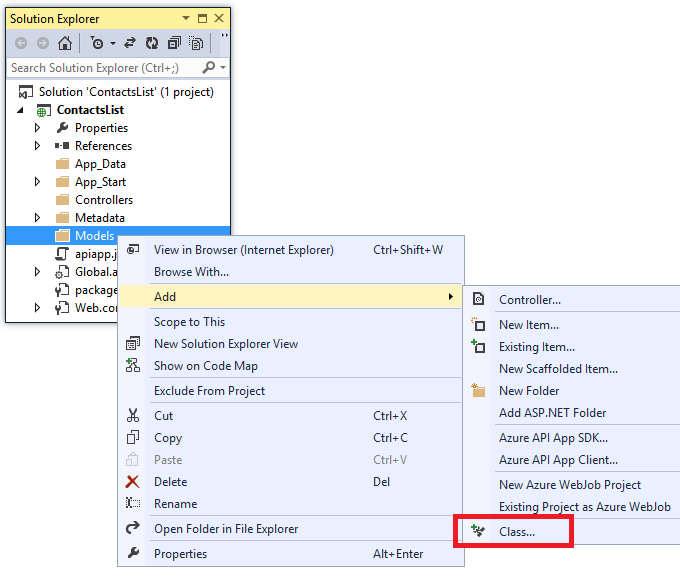 Solution Explorer
Search Solution Explorer (Ctrl+;)
Solution 'ContactsList' (1 project)
ContactsList
Properties
References
App_Data
App_Start
Controllers
Metadata
Models
apiapp.j
Global.a
package
Web.co
View in Browser (Internet Explorer) Ctrl+Shift+W
Browse With...
Add
Scope to This
New Solution Explorer View
Show on Code Map
Exclude From Project
Cut Ctrl+X
Copy Ctrl+C
Paste Ctrl+V
Delete Del
Rename
Open Folder in File Explorer
Properties Alt+Enter
Controller...
New Item...
Existing Item...
New Scaffolded Item...
New Folder
Add ASP.NET Folder
Azure API App SDK...
Azure API App Client...
New Azure WebJob Project
Existing Project as Azure WebJob
Class...